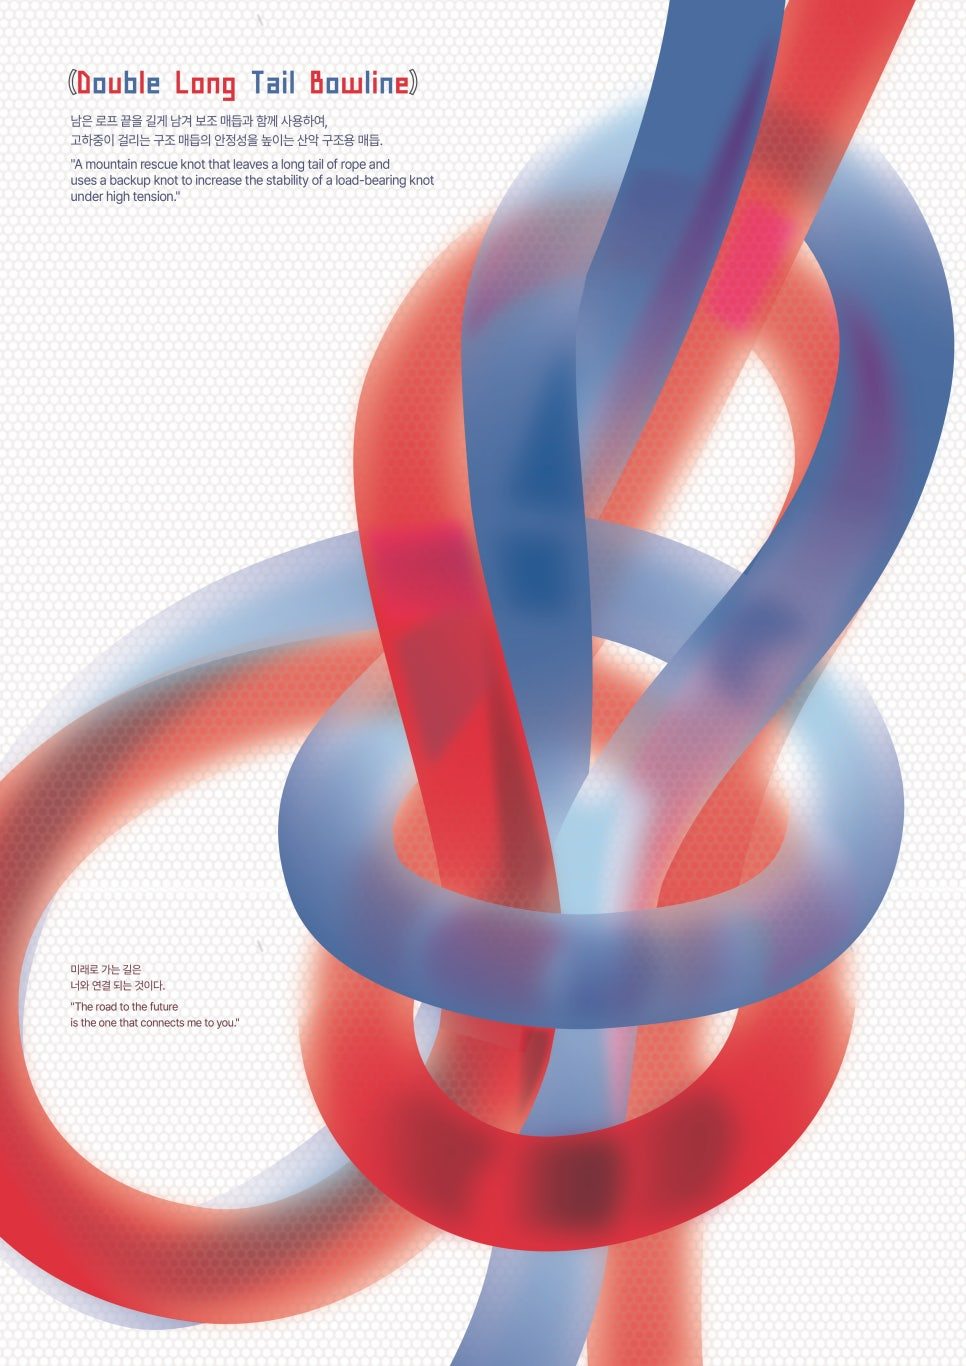 (Double Long Tail Bowline)
남은 로프 끝을 길게 남겨 보조 매듭과 함께 사용하여,
고하중이 걸리는 구조 매듭의 안정성을 높이는 산악 구조용 매듭.
"A mountain rescue knot that leaves a long tail of rope and
uses a backup knot to increase the stability of a load-bearing knot
under high tension."
미래로 가는 길은
너와 연결 되는 것이다.
"The road to the future
is the one that connects me to you."